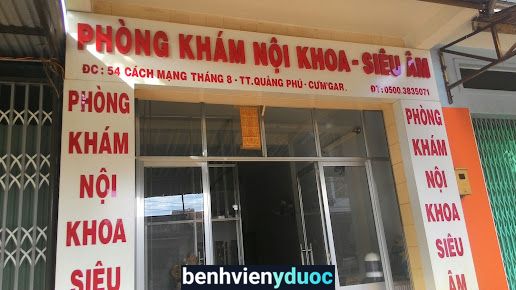 PHÒNG KHÁM NỘI KHOA - SIÊU ÂM
ĐC: 54 CÁCH MẠNG THÁNG 8 - TT.QUẢNG PHÚ - CƯM'GAR. ĐT: 0500.3835071
PHÒNG
KHÁM
NỘI
KHOA
SIÊU
PHÒNG
KHÁM
NỘI
KHOA
SIÊU
ÂM
benhvienyduoc